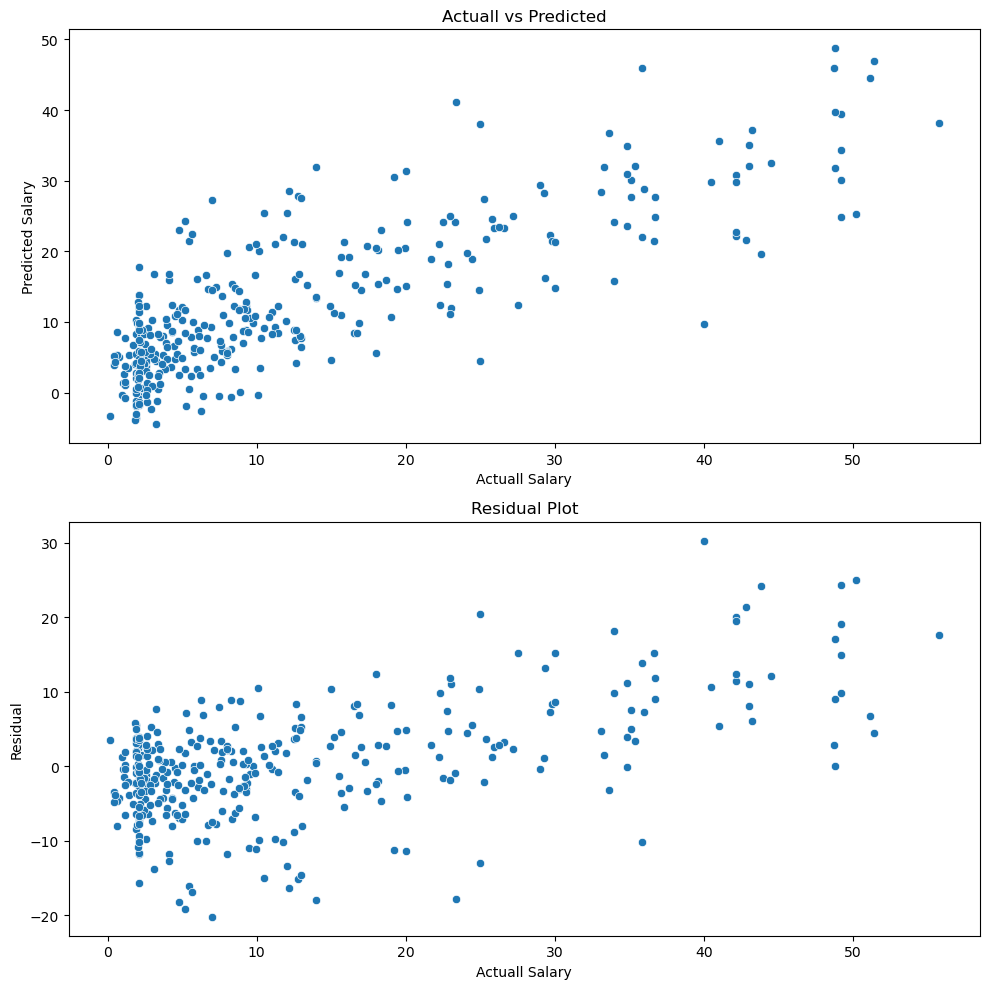 Actuall vs Predicted
50
40
30
20
10
0
Predicted Salary
0 10 20 30 40 50
Actuall Salary
Residual Plot
30
20
10
0
−10
−20
Residual
0 10 20 30 40 50
Actuall Salary